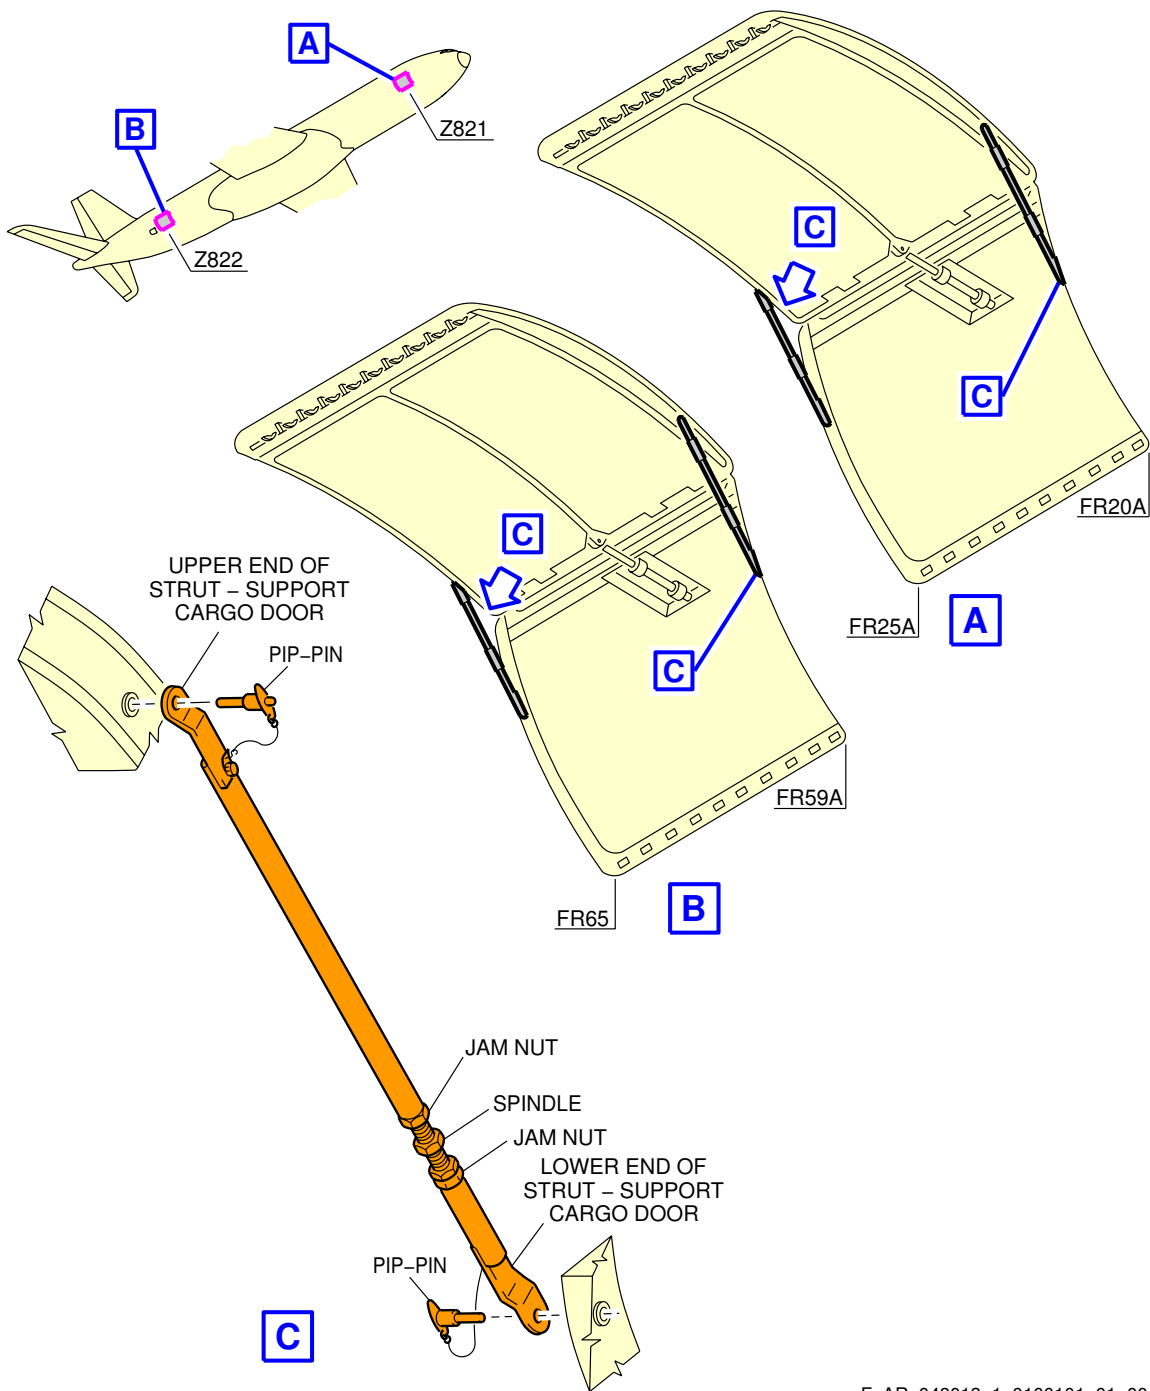 A
Z821
B
Z822
C
C
FR20A
FR25A
A
C
C
FR59A
FR65
B
UPPER END OF
STRUT – SUPPORT
CARGO DOOR
PIP–PIN
JAM NUT
SPINDLE
JAM NUT
LOWER END OF
STRUT – SUPPORT
CARGO DOOR
PIP–PIN
C